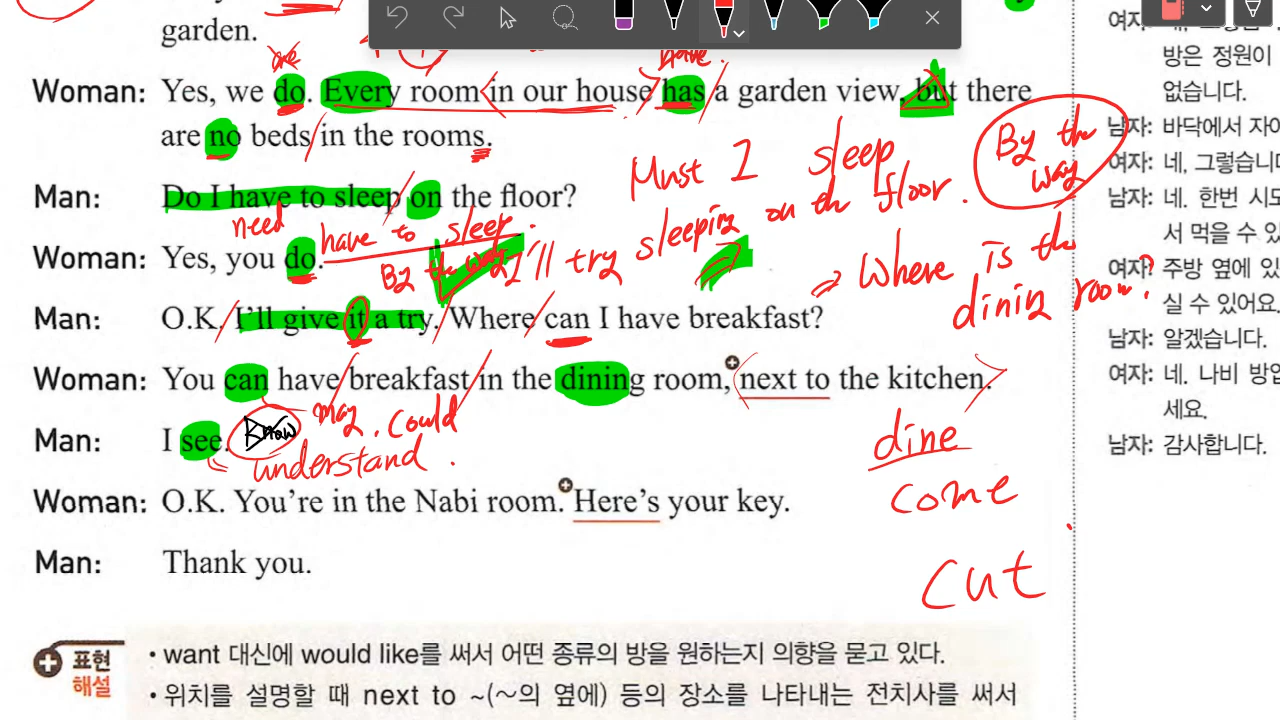 garden.
are
have.
Woman: Yes, we do. Every room in our house has a garden view, but there
are no beds in the rooms.
Must I sleep
on the floor.
By the
way
Man: Do I have to sleep on the floor?
need
have to sleep.
Woman: Yes, you do.
By the way, I'll try sleeping
Where is the
dining room?
Man: O.K. I'll give it a try. Where can I have breakfast?
Woman: You can have breakfast in the dining room, next to the kitchen.
may. could
Man: I see.
know
understand.
dine
come
cut
Woman: O.K. You're in the Nabi room. Here's your key.
Man: Thank you.
표현
해설
• want 대신에 would like를 써서 어떤 종류의 방을 원하는지 의향을 묻고 있다.
• 위치를 설명할 때 next to ~(~의 옆에) 등의 장소를 나타내는 전치사를 써서
여자:
방은 정원이
없습니다.
남자: 바닥에서 자야
여자: 네, 그렇습니다
남자: 네. 한번 시도
서 먹을 수 있
여자: 주방 옆에 있
실 수 있어요.
남자: 알겠습니다.
여자: 네. 나비 방입
세요.
남자: 감사합니다.